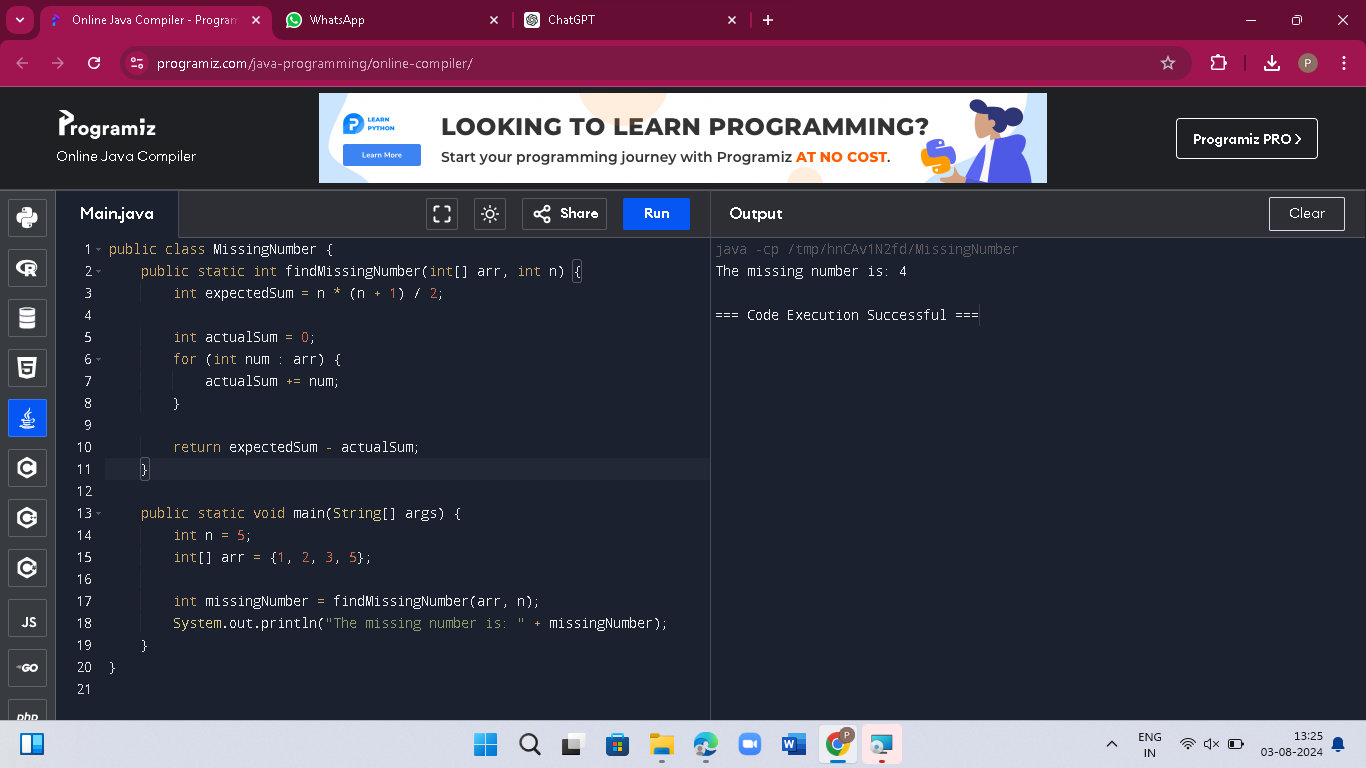 Online Java Compiler - Program
WhatsApp
ChatGPT
programiz.com/java-programming/online-compiler/
P
Programiz
Online Java Compiler
LEARN
PYTHON
Learn More
LOOKING TO LEARN PROGRAMMING?
Start your programming journey with Programiz AT NO COST.
Programiz PRO >
Main.java
Share
Run
Output
Clear
1 public class MissingNumber {
2 public static int findMissingNumber(int[] arr, int n) {
3 int expectedSum = n * (n + 1) / 2;
4
5 int actualSum = 0;
6 for (int num : arr) {
7 actualSum += num;
8 }
9
10 return expectedSum - actualSum;
11 }
12
13 public static void main(String[] args) {
14 int n = 5;
15 int[] arr = {1, 2, 3, 5};
16
17 int missingNumber = findMissingNumber(arr, n);
18 System.out.println("The missing number is: " + missingNumber);
19 }
20 }
21
java -cp /tmp/hnCAv1N2fd/MissingNumber
The missing number is: 4
=== Code Execution Successful ===
JS
GO
php
ENG
IN
13:25
03-08-2024